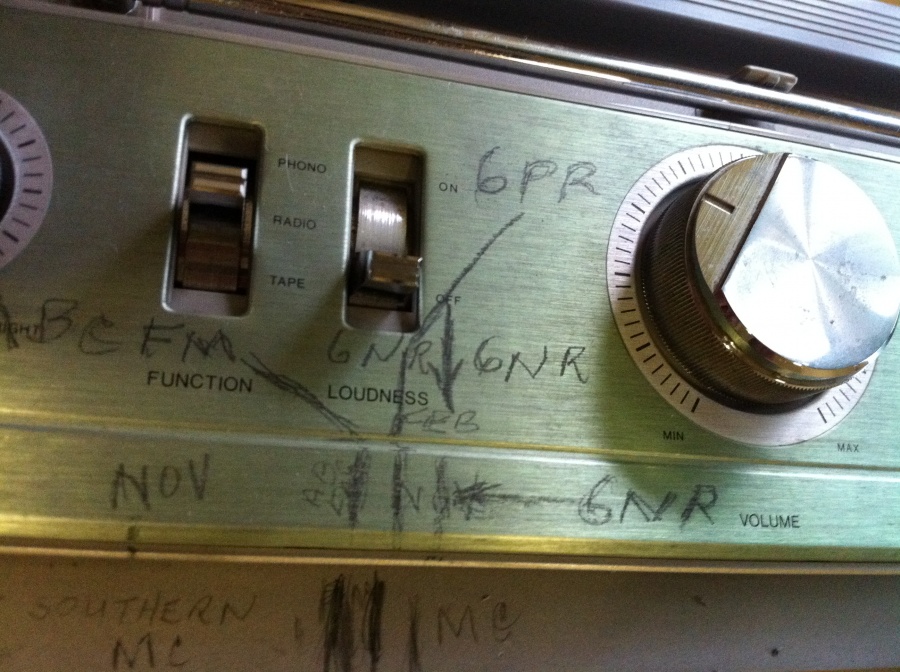 PHONO
ON 6PR
RADIO
TAPE
OFF
ABC FM 6NR 6NR
FUNCTION
LOUDNESS
FEB
MIN
MAX
NOV 6NR
VOLUME
SOUTHERN
MC
MC